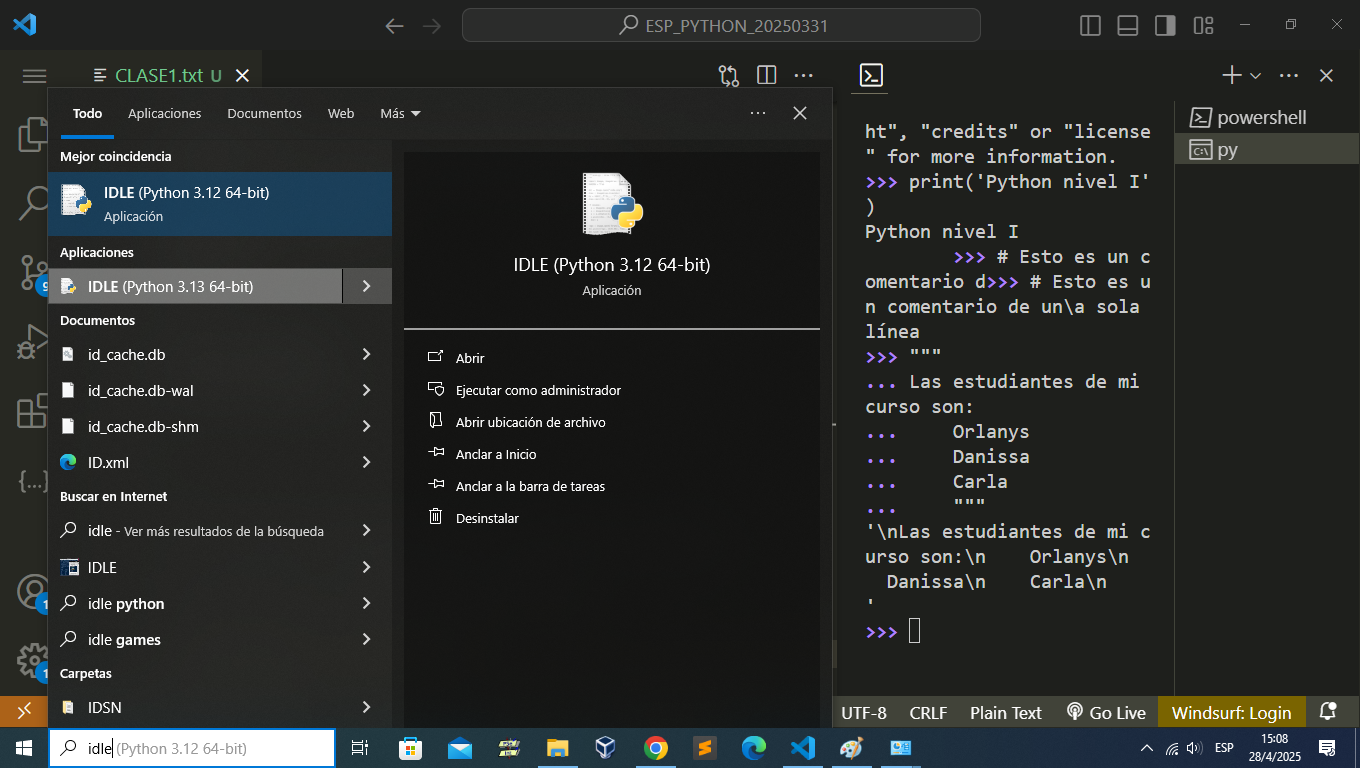 ESP_PYTHON_20250331
CLASE1.txt U
Todo
Aplicaciones
Documentos
Web
Más
Mejor coincidencia
IDLE (Python 3.12 64-bit)
Aplicación
Aplicaciones
IDLE (Python 3.13 64-bit)
Documentos
id_cache.db
id_cache.db-wal
id_cache.db-shm
ID.xml
Buscar en Internet
idle - Ver más resultados de la búsqueda
IDLE
idle python
idle games
Carpetas
IDSN
idle (Python 3.12 64-bit)
IDLE (Python 3.12 64-bit)
Aplicación
Abrir
Ejecutar como administrador
Abrir ubicación de archivo
Anclar a Inicio
Anclar a la barra de tareas
Desinstalar
ht", "credits" or "license
" for more information.
>>> print('Python nivel I'
)
Python nivel I
>>> # Esto es un c
omentario d>>> # Esto es u
n comentario de un\a sola
línea
>>> """
... Las estudiantes de mi
curso son:
... Orlanys
... Danissa
... Carla
... """
'\nLas estudiantes de mi c
urso son:\n    Orlanys\n
  Danissa\n    Carla\n
'
>>>
powershell
py
UTF-8
CRLF
Plain Text
Go Live
Windsurf: Login
ESP
15:08
28/4/2025